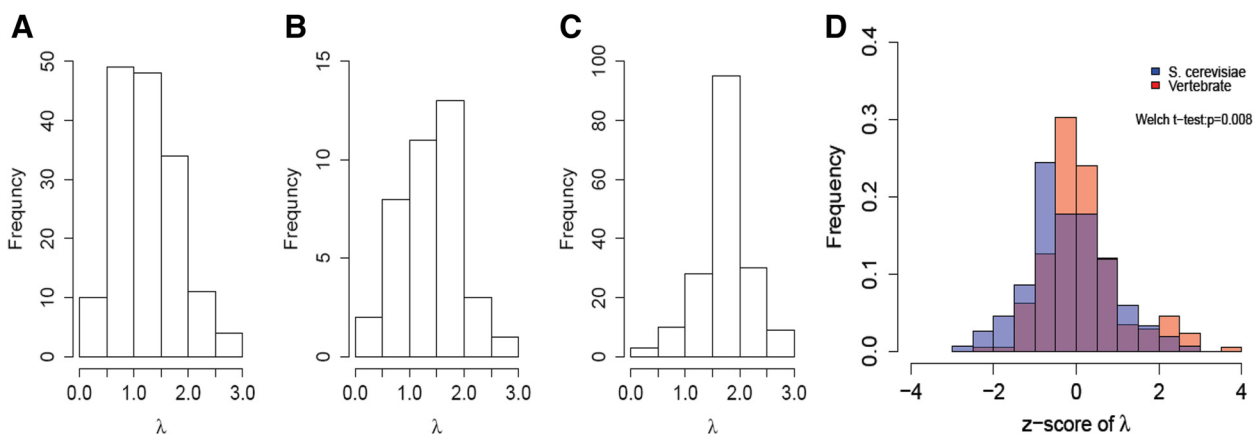 A
B
C
D
50
40
30
20
10
0
Frequncy
0.0
1.0
2.0
3.0
λ
15
10
5
0
Frequncy
0.0
1.0
2.0
3.0
λ
100
80
60
40
20
0
Frequncy
0.0
1.0
2.0
3.0
λ
0.4
0.3
0.2
0.1
0.0
Frequency
S. cerevisiae
Vertebrate
Welch t-test:p=0.008
−4
−2
0
2
4
z-score of λ